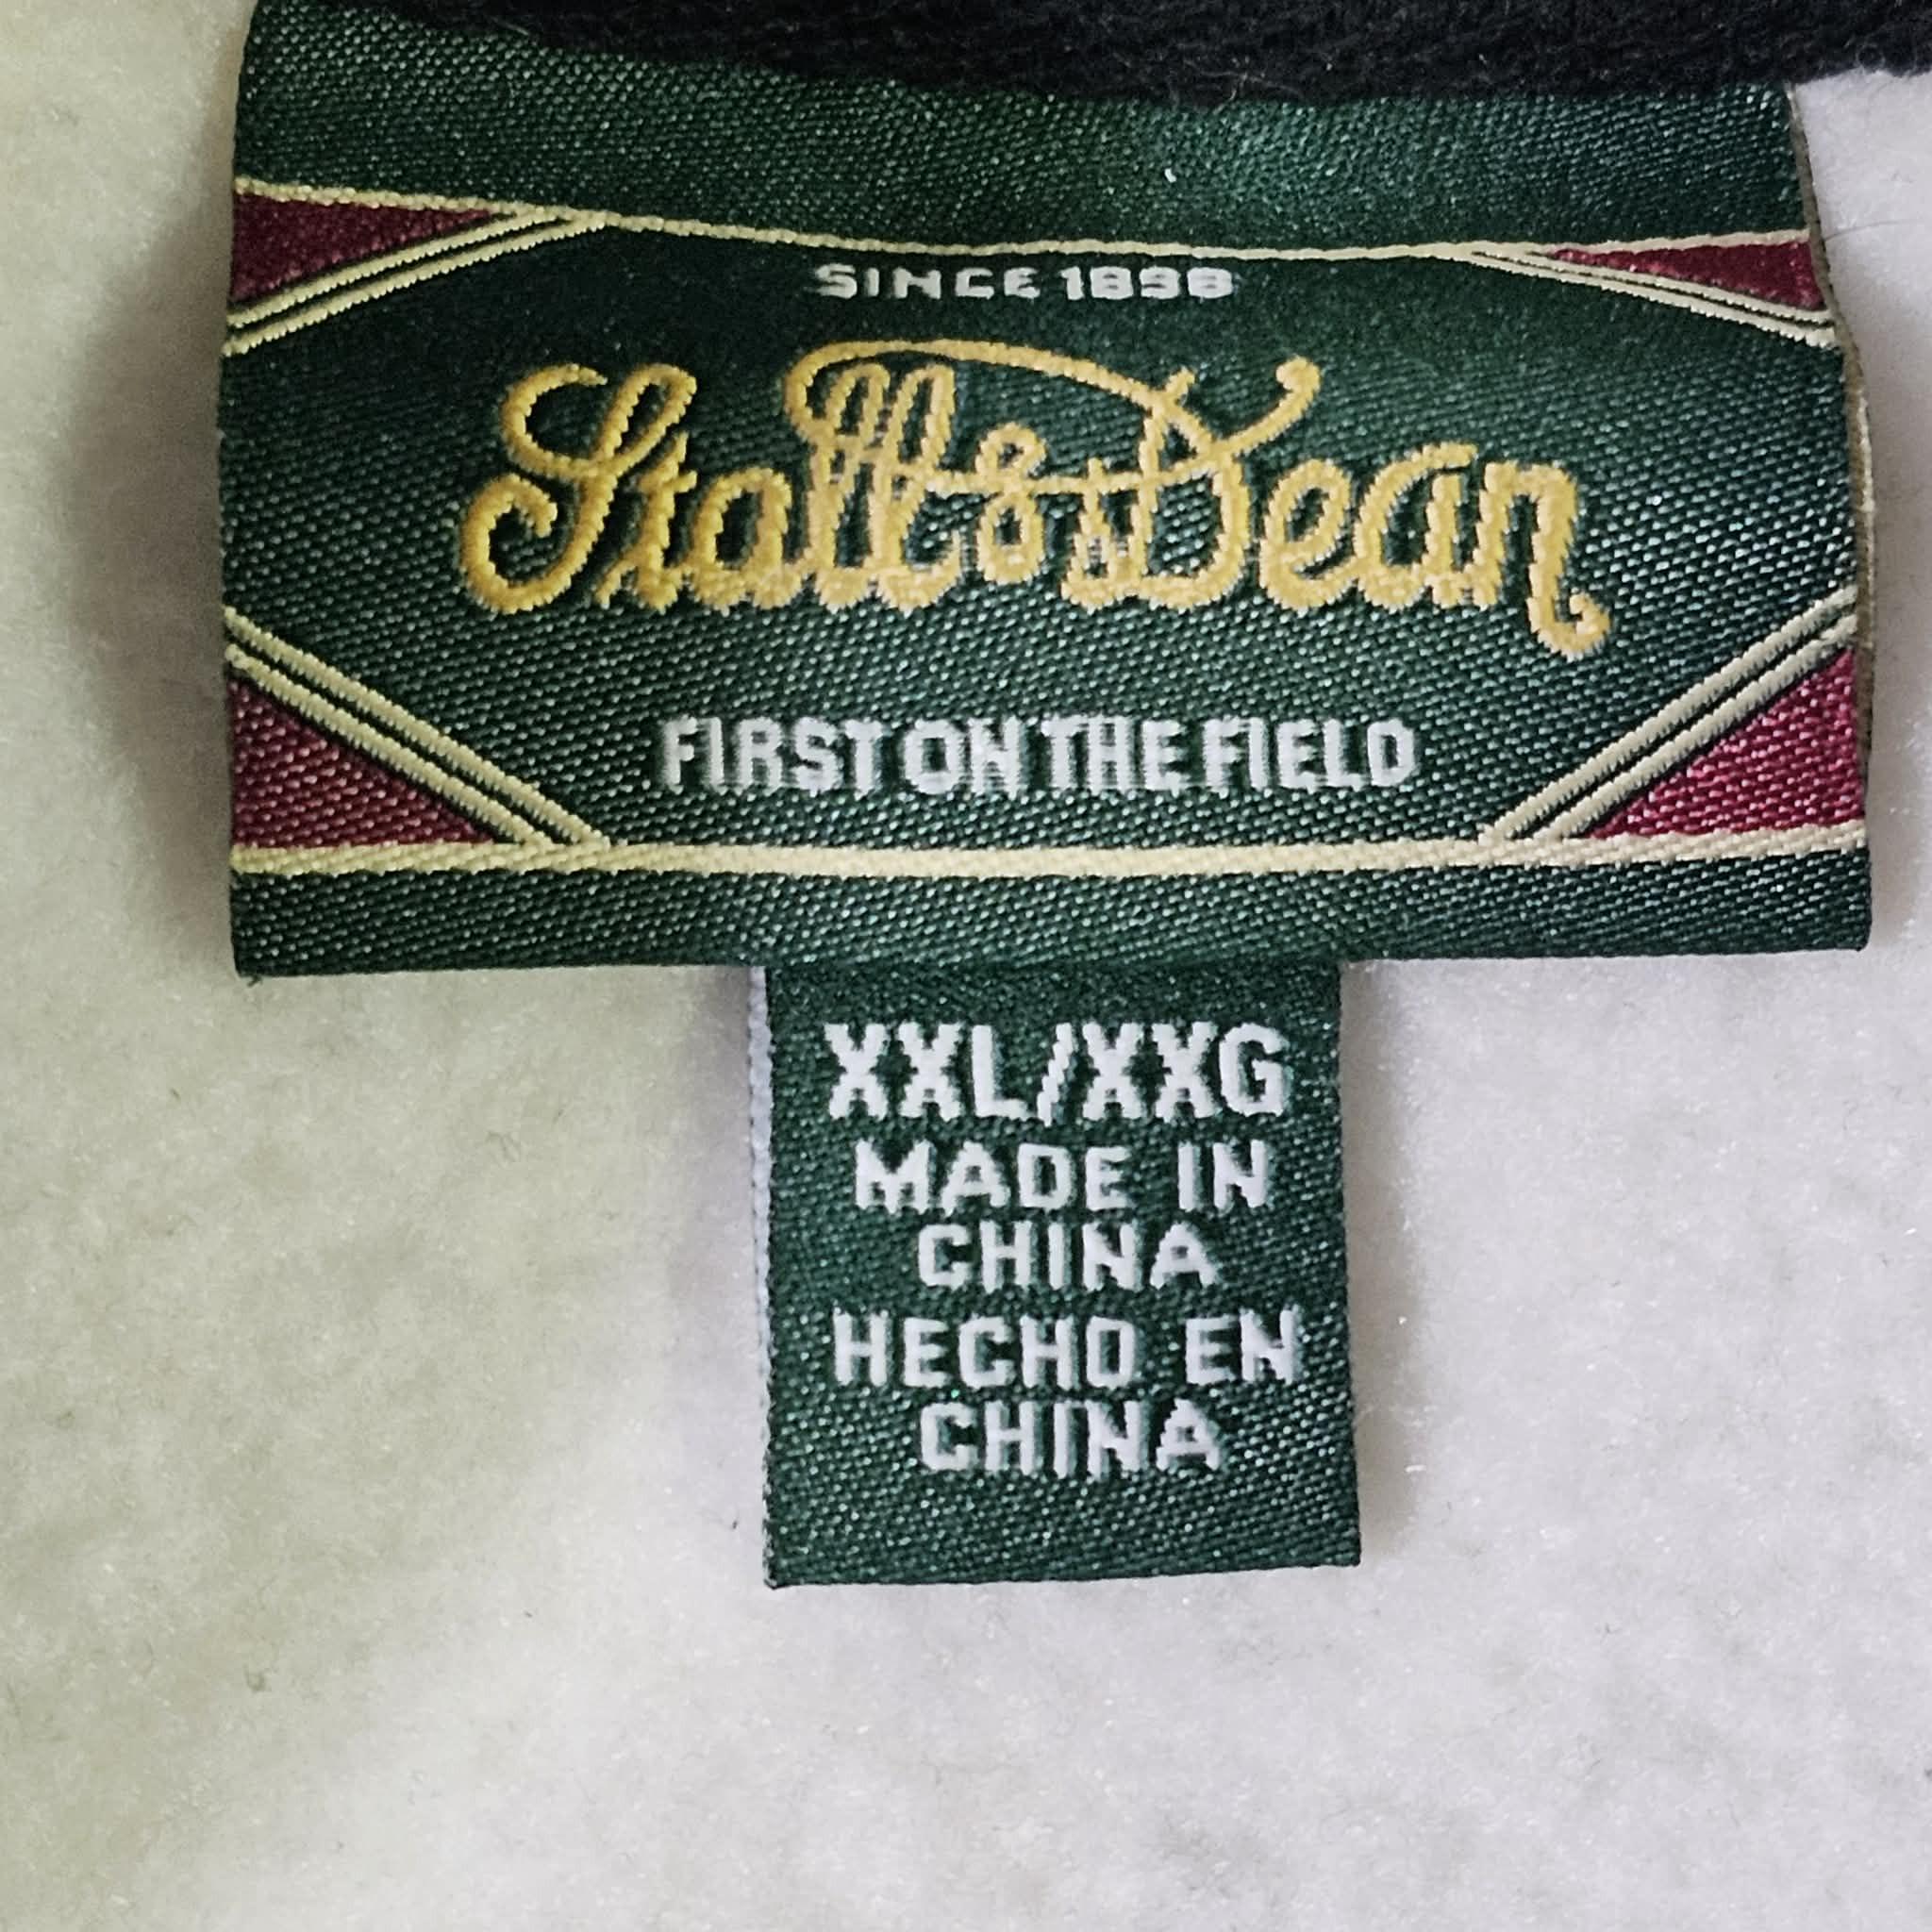 SINCE 1898
Stall & Dean
FIRST ON THE FIELD
XXL/XXG
MADE IN
CHINA
HECHO EN
CHINA